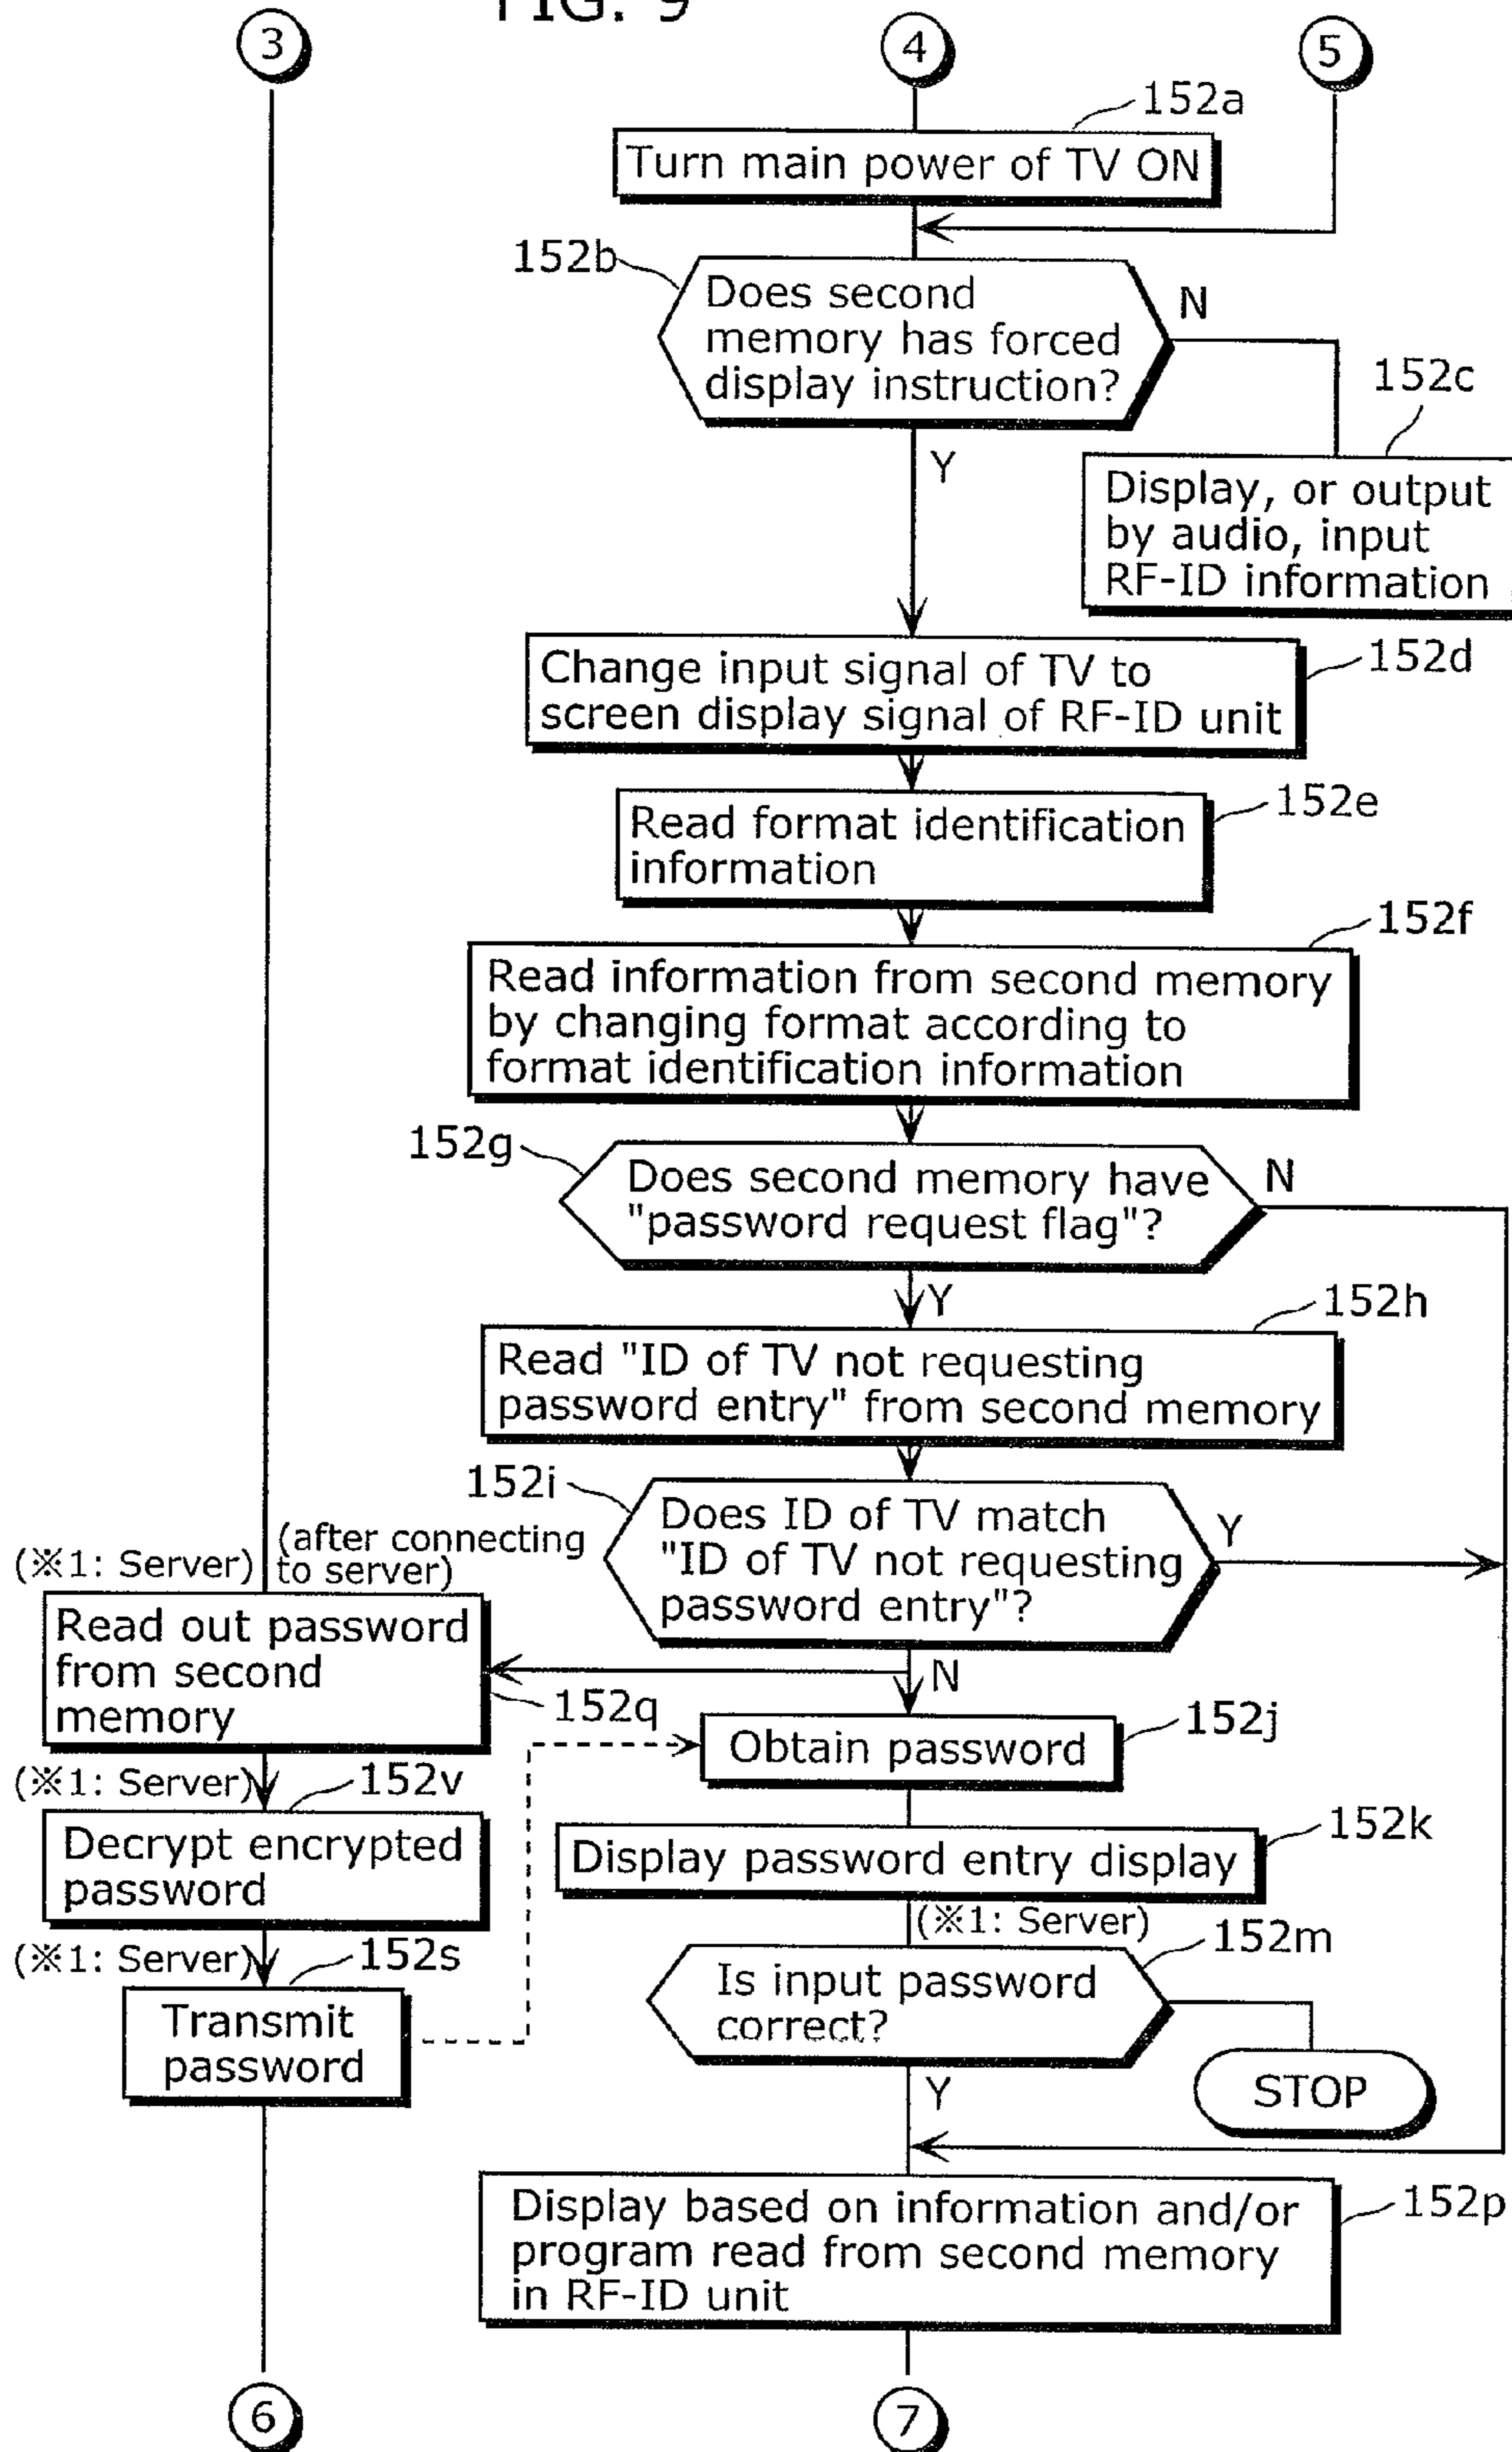 FIG. 9
3
4
5
152a
Turn main power of TV ON
152b
Does second
memory has forced
display instruction?
N
Y
152c
Display, or output
by audio, input
RF-ID information
Change input signal of TV to
screen display signal of RF-ID unit
152d
Read format identification
information
152e
152f
Read information from second memory
by changing format according to
format identification information
152g
Does second memory have
"password request flag"?
N
Y
152h
Read "ID of TV not requesting
password entry" from second memory
152i
Does ID of TV match
"ID of TV not requesting
password entry"?
Y
N
(※1: Server)
(after connecting
to server)
Read out password
from second
memory
152q
Obtain password
152j
(※1: Server)
152v
Decrypt encrypted
password
Display password entry display
152k
(※1: Server)
152s
Transmit
password
(※1: Server)
152m
Is input password
correct?
STOP
Y
Display based on information and/or
program read from second memory
in RF-ID unit
152p
6
7